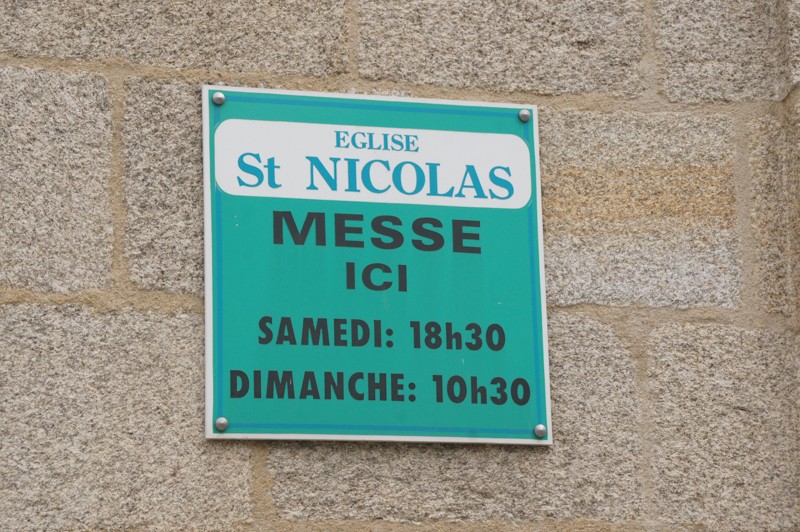 EGLISE
St NICOLAS
MESSE
ICI
SAMEDI: 18h30
DIMANCHE: 10h30